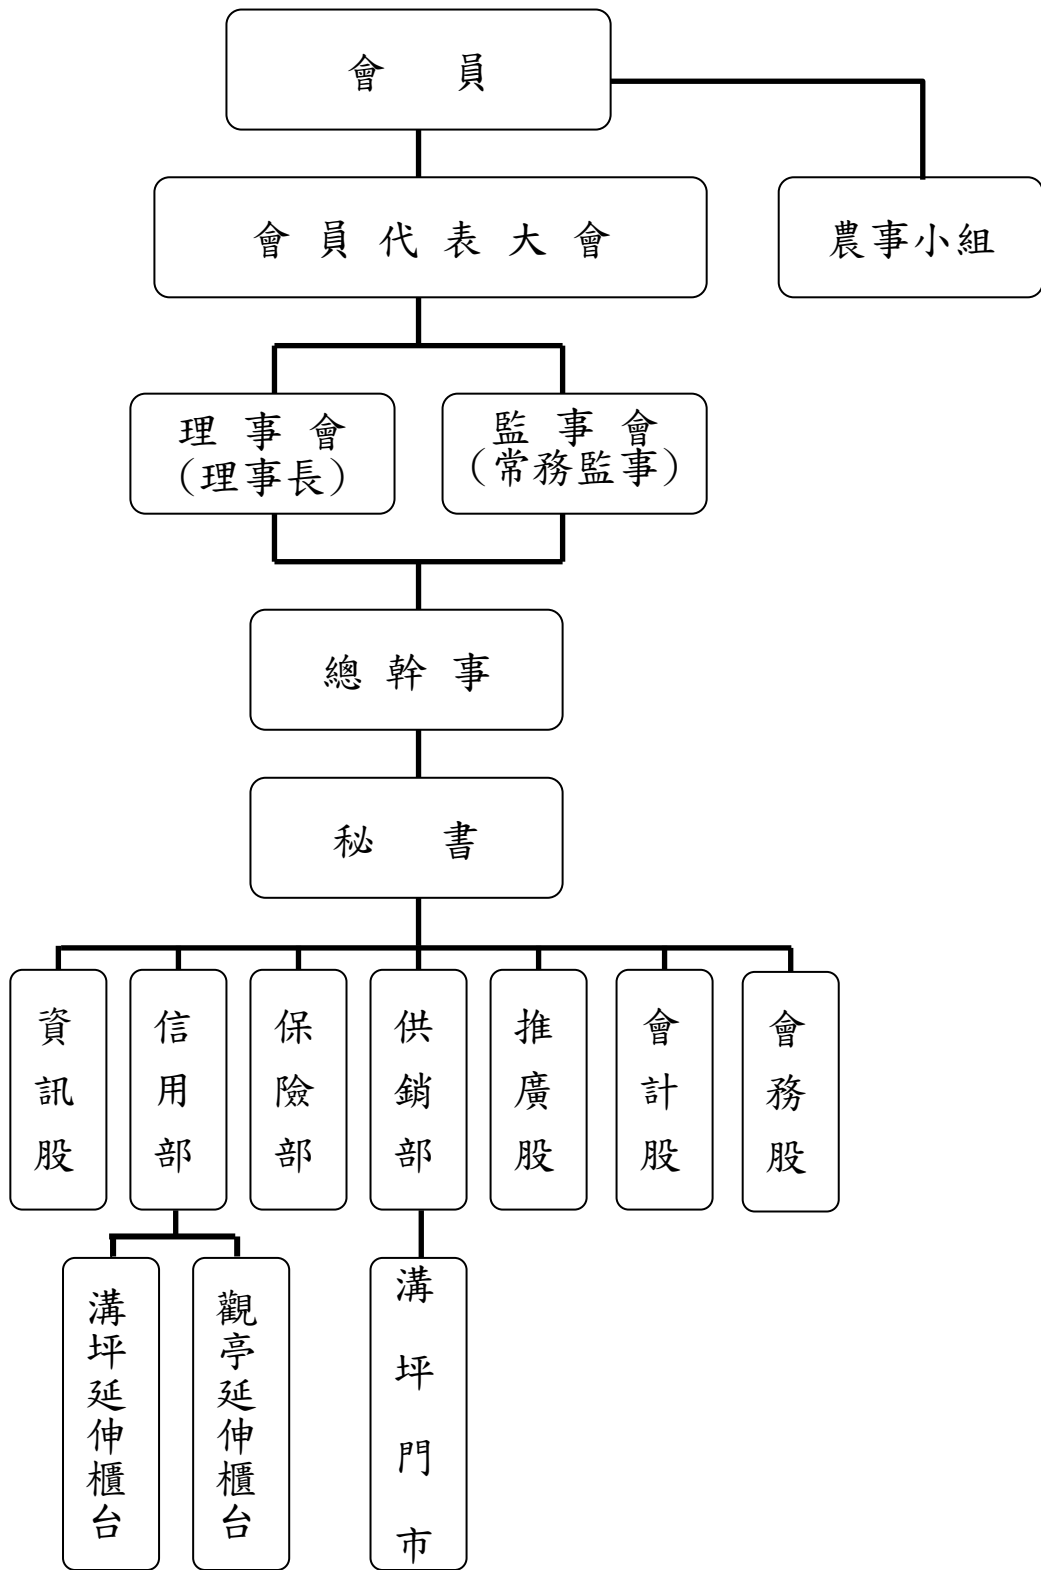 會員
會員代表大會
農事小組
理事會
(理事長)
監事會
(常務監事)
總幹事
秘書
資訊股
信用部
保險部
供銷部
推廣股
會計股
會務股
溝坪延伸櫃台
觀亭延伸櫃台
溝坪門市